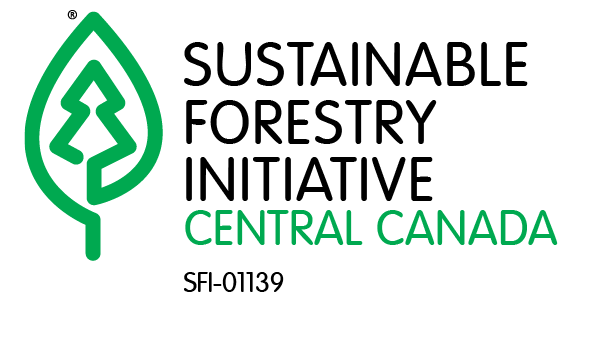 ®
SUSTAINABLE
FORESTRY
INITIATIVE
CENTRAL CANADA
SFI-01139